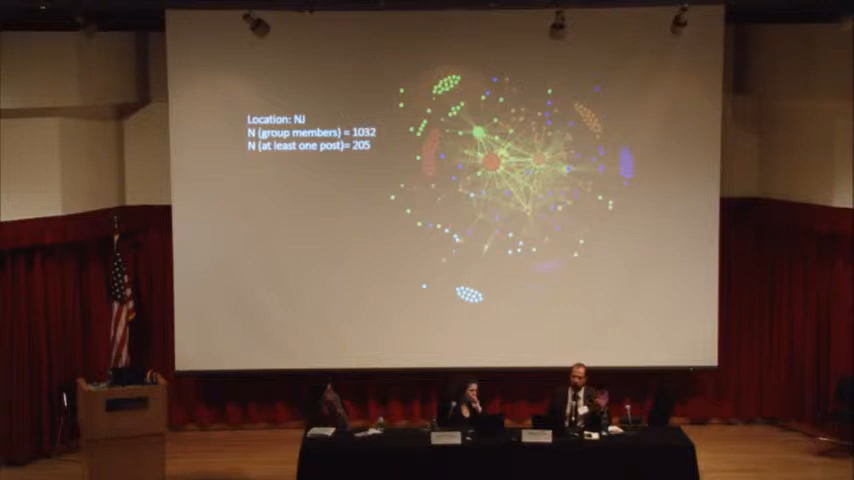 Location: NJ
N (group members) = 1032
N (at least one post)= 205